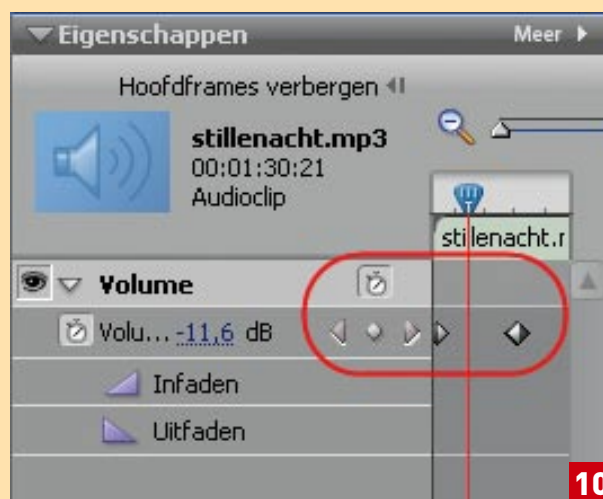 Eigenschappen Meer
Hoofdframes verbergen
stillenacht.mp3
00:01:30:21
Audioclip
stillenacht.r
Volume
Volu... -11,6 dB
Infaden
Uitfaden
10